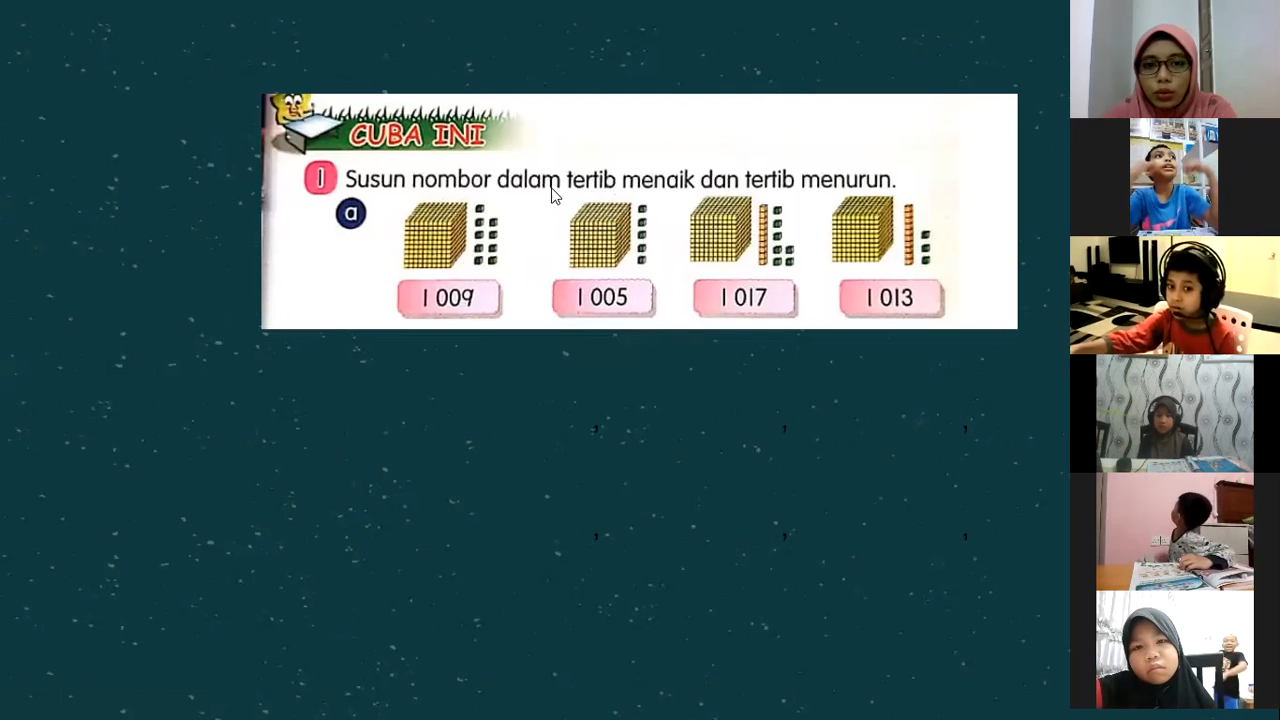 CUBA INI
1 Susun nombor dalam tertib menaik dan tertib menurun.
a
1 009 1 005 1 017 1 013
, , ,
, , ,